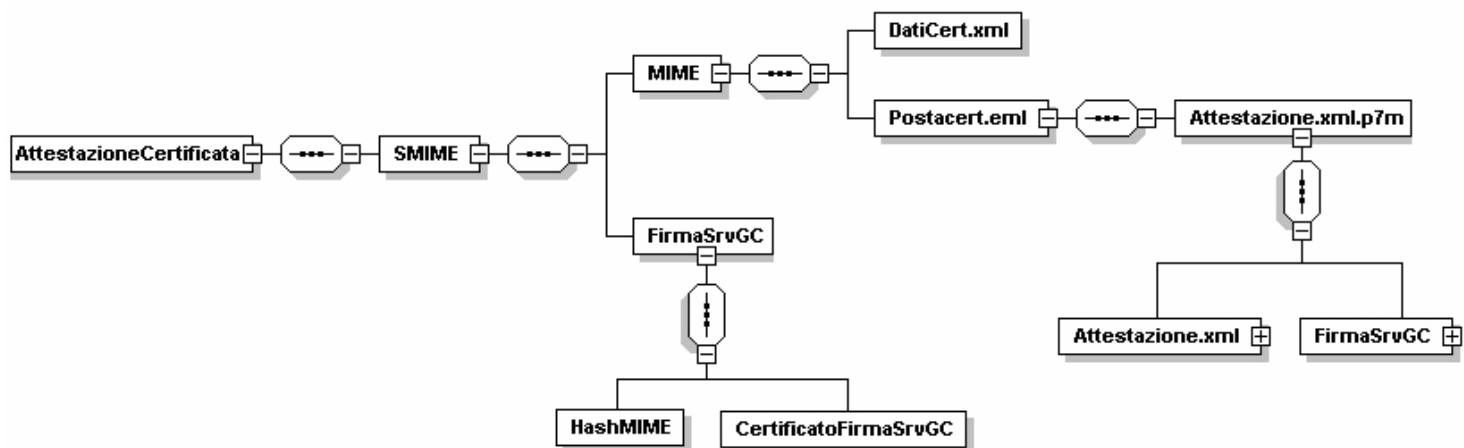 DatiCert.xml
MIME
Postacert.eml
Attestazione.xml.p7m
AttestazioneCertificata
SMIME
FirmaSrvGC
Attestazione.xml
FirmaSrvGC
HashMIME
CertificatoFirmaSrvGC